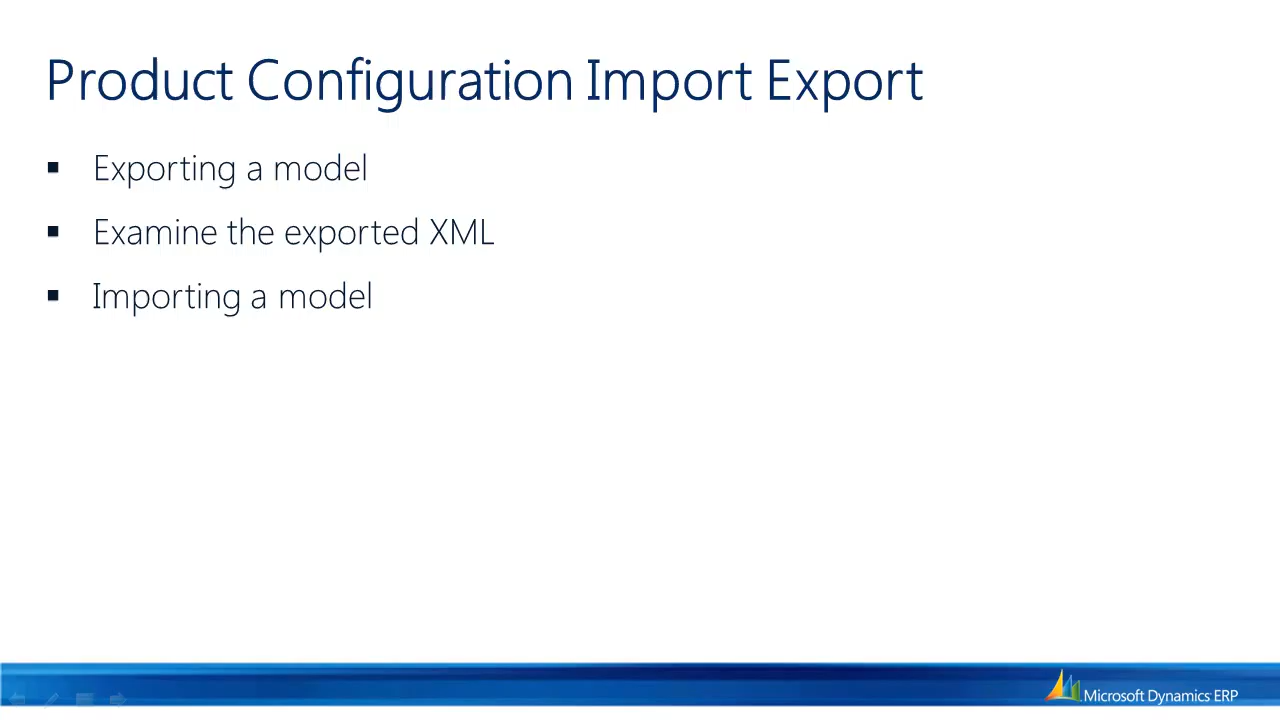 Product Configuration Import Export
▪ Exporting a model
▪ Examine the exported XML
▪ Importing a model
Microsoft Dynamics ERP